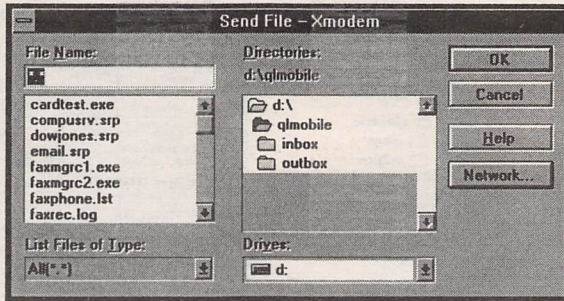 Send File – Xmodem
File Name:
*.*
cardtest.exe
compusrv.srp
dowjones.srp
email.srp
faxmgrc1.exe
faxmgrc2.exe
faxphone.lst
faxrec.log
List Files of Type:
All(*.*)
Directories:
d:\qlmobile
d:\
qlmobile
inbox
outbox
Drives:
d:
OK
Cancel
Help
Network...